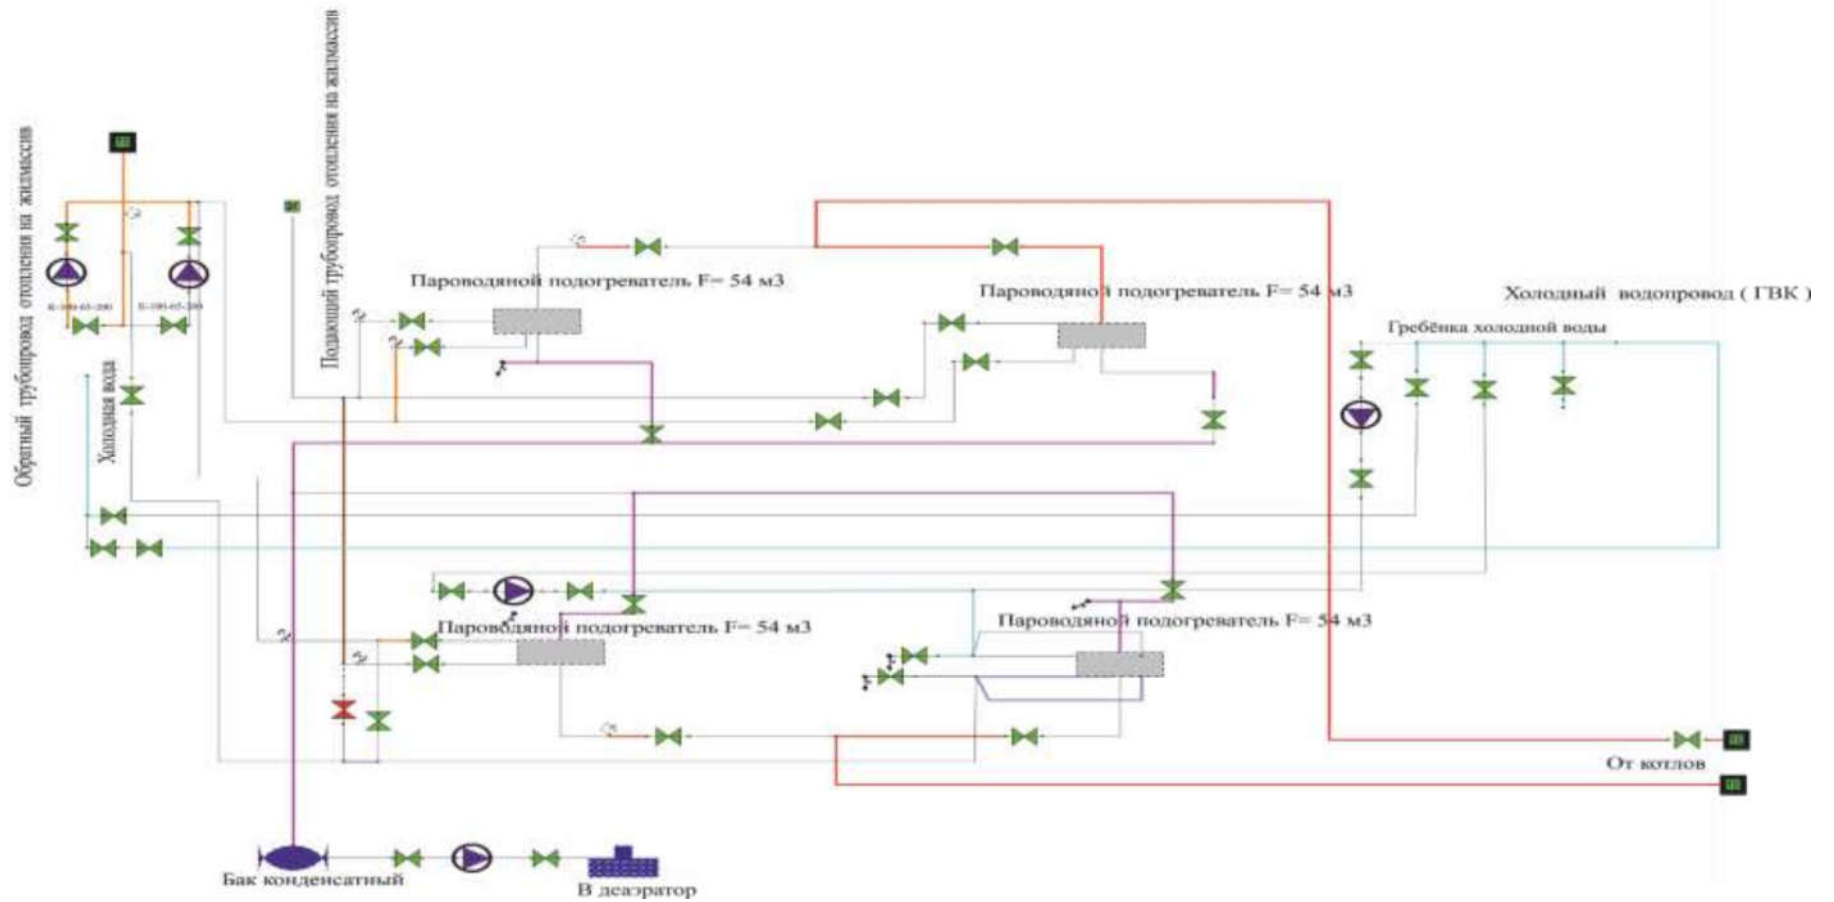 Обратный трубопровод отопления на жилмассив
Подающий трубопровод отопления на жилмассив
Холодная вода
Пароводяной подогреватель F= 54 м3
Пароводяной подогреватель F= 54 м3
Холодный водопровод ( ГВК )
Гребёнка холодной воды
Пароводяной подогреватель F= 54 м3
Пароводяной подогреватель F= 54 м3
От котлов
Бак конденсатный
В деаэратор